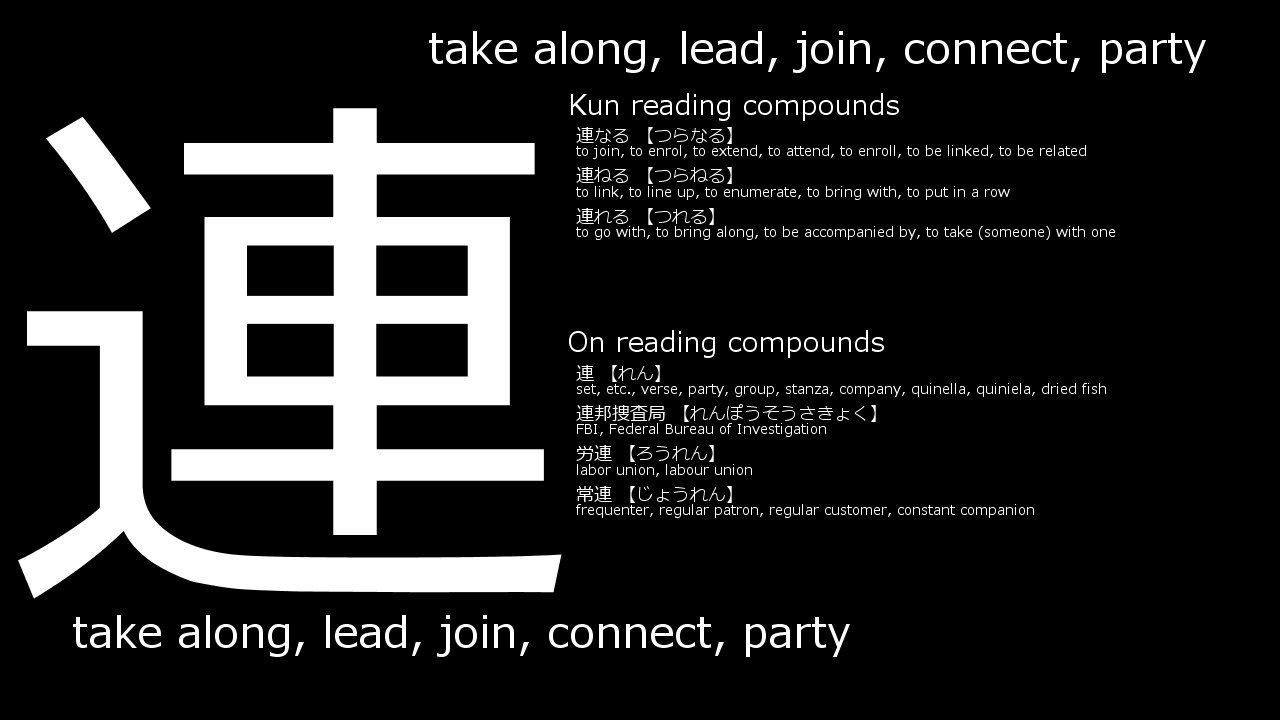 take along, lead, join, connect, party
連
Kun reading compounds
連なる 【つらなる】
to join, to enrol, to extend, to attend, to enroll, to be linked, to be related
連ねる 【つらねる】
to link, to line up, to enumerate, to bring with, to put in a row
連れる 【つれる】
to go with, to bring along, to be accompanied by, to take (someone) with one
On reading compounds
連 【れん】
set, etc., verse, party, group, stanza, company, quinella, quiniela, dried fish
連邦捜査局 【れんぽうそうさきょく】
FBI, Federal Bureau of Investigation
労連 【ろうれん】
labor union, labour union
常連 【じょうれん】
frequenter, regular patron, regular customer, constant companion
take along, lead, join, connect, party